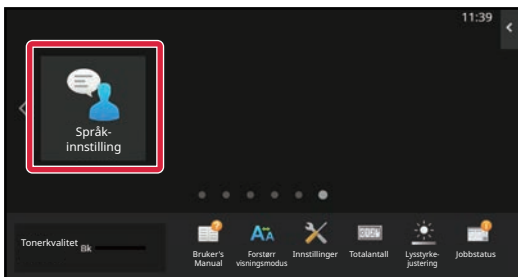 11:39
Språk-
innstilling
Tonerkvalitet Bk
Bruker's
Manual
Forstørr
visningsmodus
Innstillinger
Totalantall
Lysstyrke-
justering
Jobbstatus